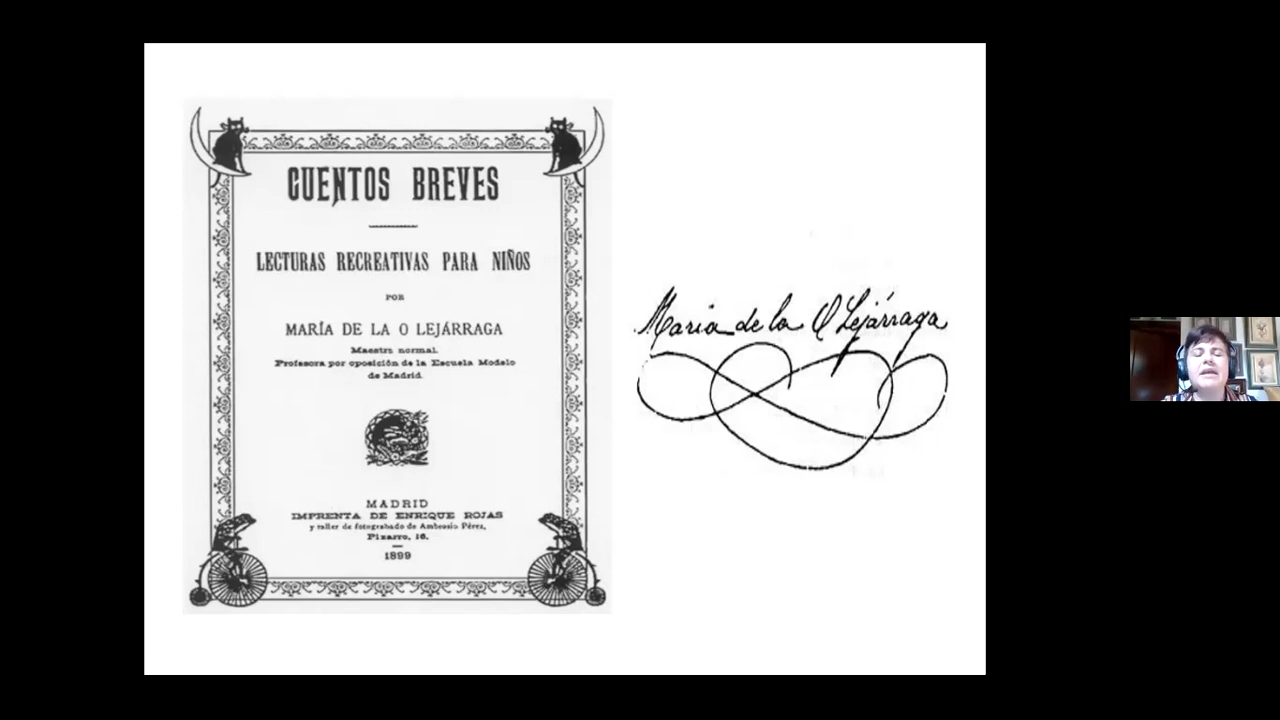 CUENTOS BREVES
LECTURAS RECREATIVAS PARA NIÑOS
POR
MARÍA DE LA O LEJÁRRAGA
Maestra normal.
Profesora por oposición de la Escuela Modelo
de Madrid.
MADRID
IMPRENTA DE ENRIQUE ROJAS
y taller de fotograbado de Ambrosio Pérez,
Pizarro, 16.
1899
Maria de la O Lejárraga